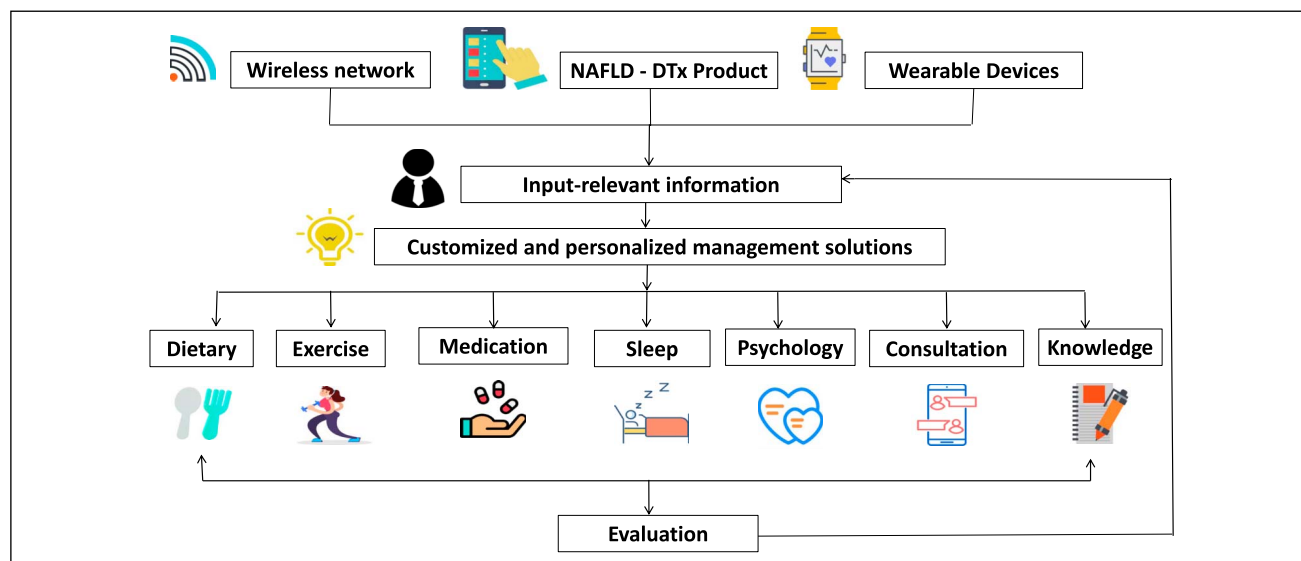 Wireless network
NAFLD - DTx Product
Wearable Devices
Input-relevant information
Customized and personalized management solutions
Dietary
Exercise
Medication
Sleep
Psychology
Consultation
Knowledge
z z z Z
Evaluation